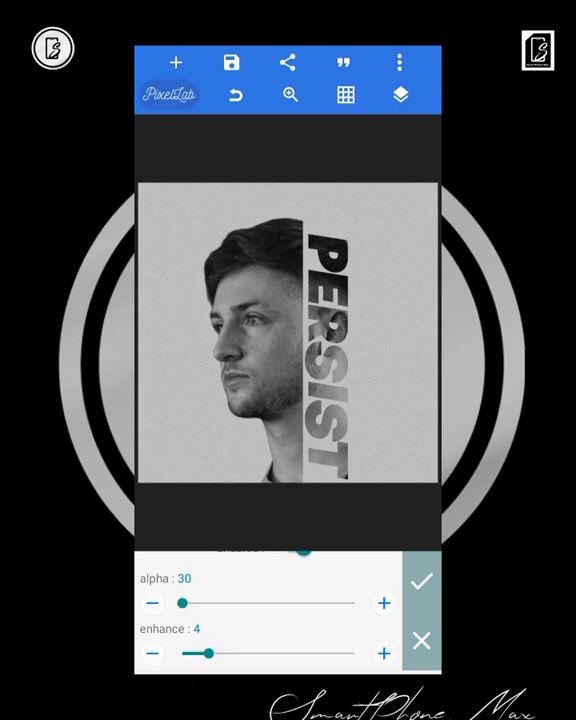 PixelLab
PERSIST
alpha : 30
enhance : 4
SmartPhone Max